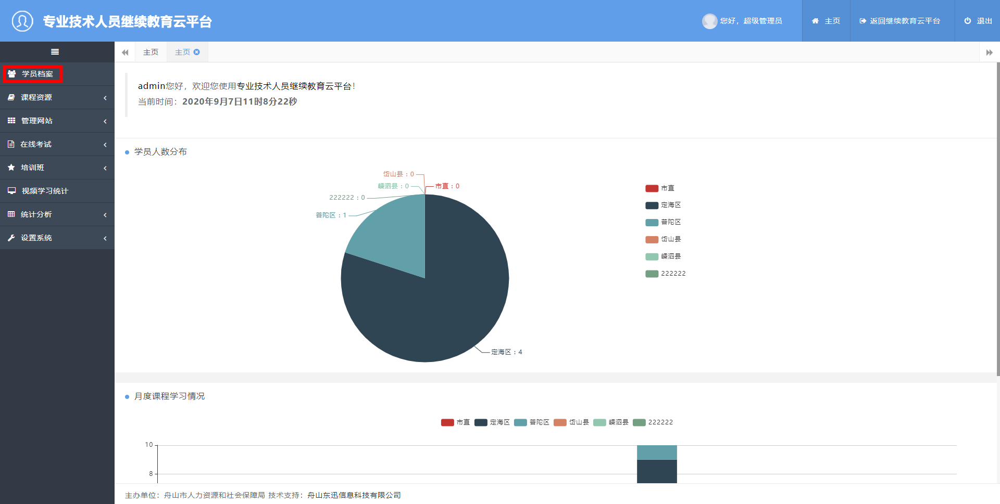 专业技术人员继续教育云平台
您好，超级管理员
主页
返回继续教育云平台
退出
主页
主页
学员档案
课程资源
管理网站
在线考试
培训班
视频学习统计
统计分析
设置系统
admin您好，欢迎您使用专业技术人员继续教育云平台!
当前时间：2020年9月7日11时8分22秒
学员人数分布
岱山县：0
嵊泗县：0
市直：0
222222：0
普陀区：1
定海区：4
市直
定海区
普陀区
岱山县
嵊泗县
222222
月度课程学习情况
市直 定海区 普陀区 岱山县 嵊泗县 222222
10
8
主办单位：舟山市人力资源和社会保障局 技术支持：舟山东迅信息科技有限公司